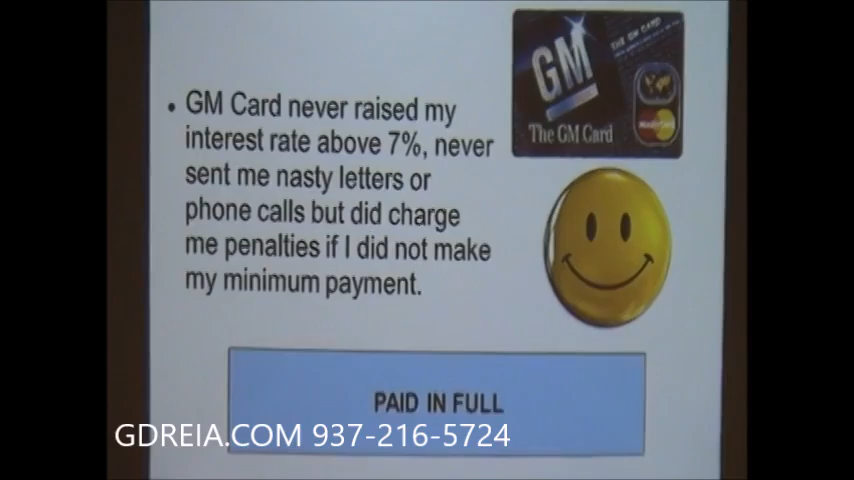 GM
THE GM CARD
The GM Card
MasterCard
• GM Card never raised my
interest rate above 7%, never
sent me nasty letters or
phone calls but did charge
me penalties if I did not make
my minimum payment.
PAID IN FULL
GDREIA.COM 937-216-5724